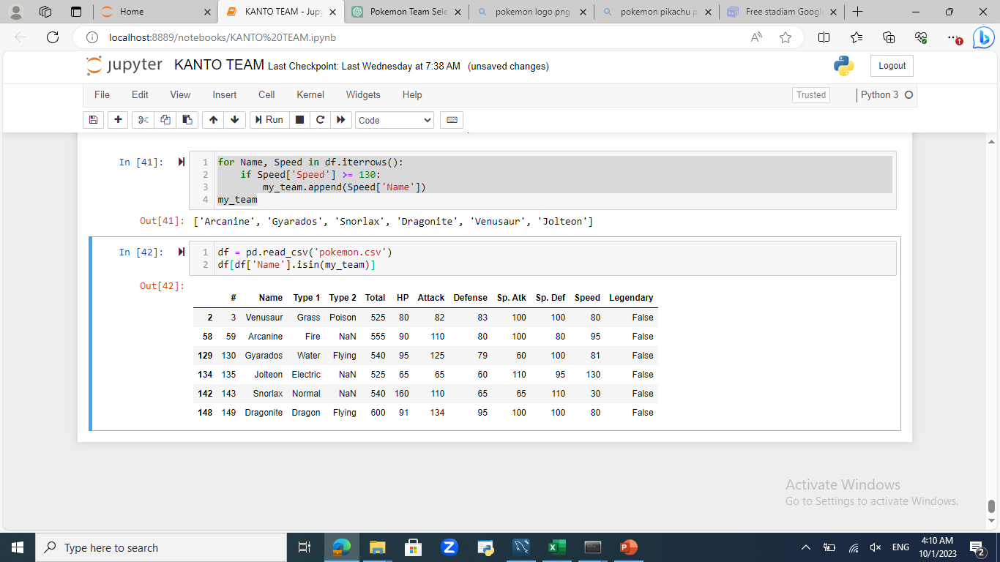 Home
KANTO TEAM - Jup
Pokemon Team Sele
pokemon logo png
pokemon pikachu p
Free stadiam Googl
localhost:8889/notebooks/KANTO%20TEAM.ipynb
jupyter KANTO TEAM Last Checkpoint: Last Wednesday at 7:38 AM (unsaved changes)
Logout
File Edit View Insert Cell Kernel Widgets Help
Trusted
Python 3
Run
Code
In [41]:
1 for Name, Speed in df.iterrows():
2     if Speed['Speed'] >= 130:
3         my_team.append(Speed['Name'])
4 my_team
Out[41]: ['Arcanine', 'Gyarados', 'Snorlax', 'Dragonite', 'Venusaur', 'Jolteon']
In [42]:
1 df = pd.read_csv('pokemon.csv')
2 df[df['Name'].isin(my_team)]
Out[42]:
# Name Type 1 Type 2 Total HP Attack Defense Sp. Atk Sp. Def Speed Legendary
2 3 Venusaur Grass Poison 525 80 82 83 100 100 80 False
58 59 Arcanine Fire NaN 555 90 110 80 100 80 95 False
129 130 Gyarados Water Flying 540 95 125 79 60 100 81 False
134 135 Jolteon Electric NaN 525 65 65 60 110 95 130 False
142 143 Snorlax Normal NaN 540 160 110 65 65 110 30 False
148 149 Dragonite Dragon Flying 600 91 134 95 100 100 80 False
Activate Windows
Go to Settings to activate Windows.
Type here to search
ENG
4:10 AM
10/1/2023
2